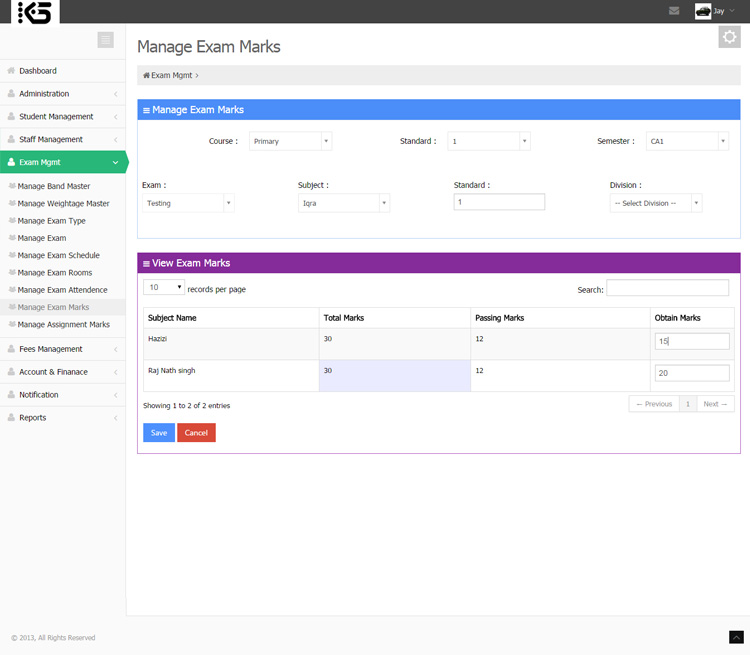 K5
Jay
Manage Exam Marks
Exam Mgmt >
Dashboard
Administration
Student Management
Staff Management
Exam Mgmt
Manage Band Master
Manage Weightage Master
Manage Exam Type
Manage Exam
Manage Exam Schedule
Manage Exam Rooms
Manage Exam Attendence
Manage Exam Marks
Manage Assignment Marks
Fees Management
Account & Finanace
Notification
Reports
Manage Exam Marks
Course : Primary Standard : 1 Semester : CA1
Exam : Subject : Standard : Division :
Testing Iqra 1 -- Select Division --
View Exam Marks
10 records per page Search:
Subject Name Total Marks Passing Marks Obtain Marks
Hazizi 30 12 15
Raj Nath singh 30 12 20
Showing 1 to 2 of 2 entries ← Previous 1 Next →
Save Cancel
© 2013, All Rights Reserved